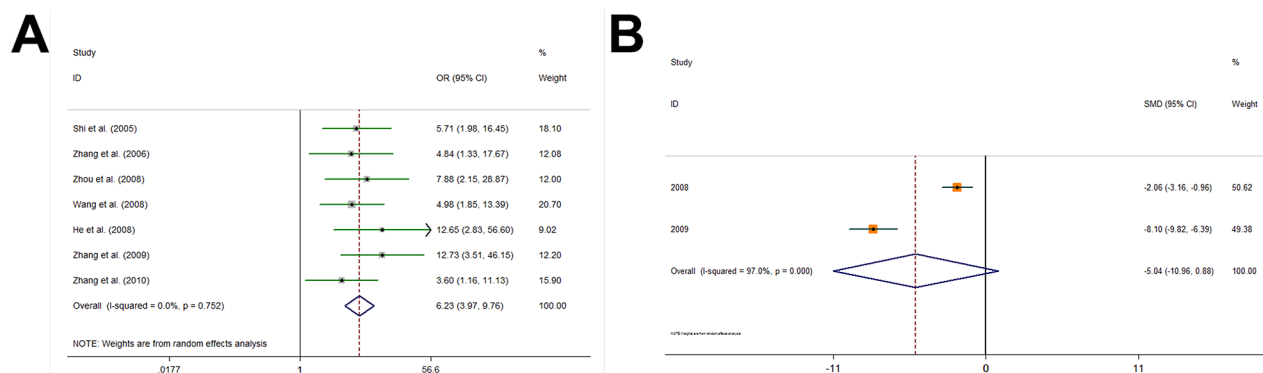 A
Study %
ID OR (95% CI) Weight
Shi et al. (2005) 5.71 (1.98, 16.45) 18.10
Zhang et al. (2006) 4.84 (1.33, 17.67) 12.08
Zhou et al. (2008) 7.88 (2.15, 28.87) 12.00
Wang et al. (2008) 4.98 (1.85, 13.39) 20.70
He et al. (2008) 12.65 (2.83, 56.60) 9.02
Zhang et al. (2009) 12.73 (3.51, 46.15) 12.20
Zhang et al. (2010) 3.60 (1.16, 11.13) 15.90
Overall (I-squared = 0.0%, p = 0.752) 6.23 (3.97, 9.76) 100.00
NOTE: Weights are from random effects analysis
.0177 1 56.6
B
Study %
ID SMD (95% CI) Weight
2008 -2.06 (-3.16, -0.96) 50.62
2009 -8.10 (-9.82, -6.39) 49.38
Overall (I-squared = 97.0%, p = 0.000) -5.04 (-10.96, 0.88) 100.00
NOTE: Weights are from random effects analysis
-11 0 11